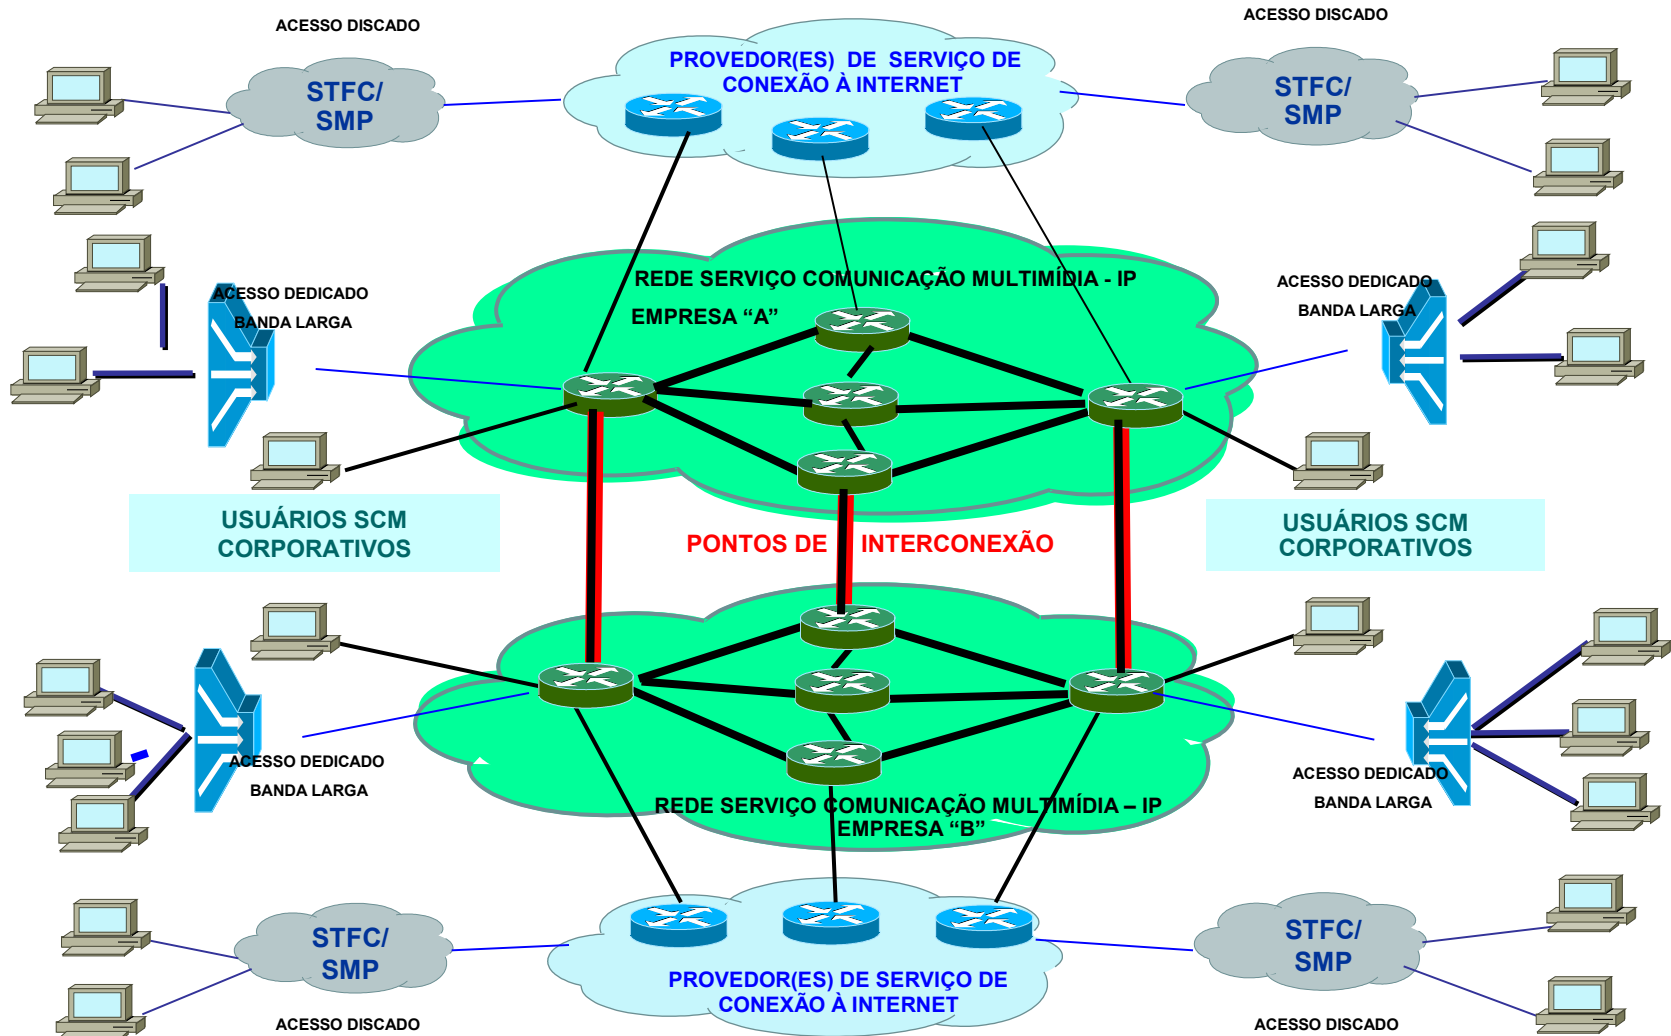 ACESSO DISCADO
ACESSO DISCADO
PROVEDOR(ES) DE SERVIÇO DE
CONEXÃO À INTERNET
STFC/
SMP
STFC/
SMP
REDE SERVIÇO COMUNICAÇÃO MULTIMÍDIA - IP
EMPRESA “A”
ACESSO DEDICADO
BANDA LARGA
ACESSO DEDICADO
BANDA LARGA
USUÁRIOS SCM
CORPORATIVOS
PONTOS DE INTERCONEXÃO
USUÁRIOS SCM
CORPORATIVOS
ACESSO DEDICADO
BANDA LARGA
ACESSO DEDICADO
BANDA LARGA
REDE SERVIÇO COMUNICAÇÃO MULTIMÍDIA – IP
EMPRESA “B”
STFC/
SMP
STFC/
SMP
PROVEDOR(ES) DE SERVIÇO DE
CONEXÃO À INTERNET
ACESSO DISCADO
ACESSO DISCADO